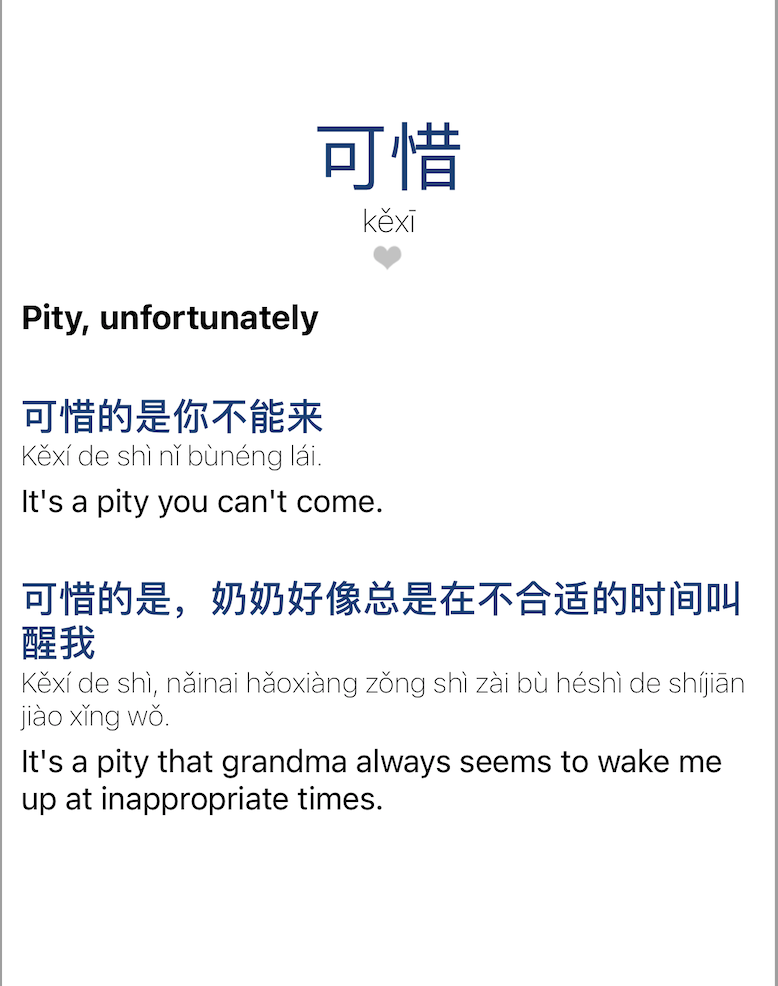 可惜
kěxī
Pity, unfortunately
可惜的是你不能来
Kěxí de shì nǐ bùnéng lái.
It's a pity you can't come.
可惜的是，奶奶好像总是在不合适的时间叫
醒我
Kěxí de shì, nǎinai hǎoxiàng zǒng shì zài bù héshì de shíjiān
jiào xǐng wǒ.
It's a pity that grandma always seems to wake me
up at inappropriate times.